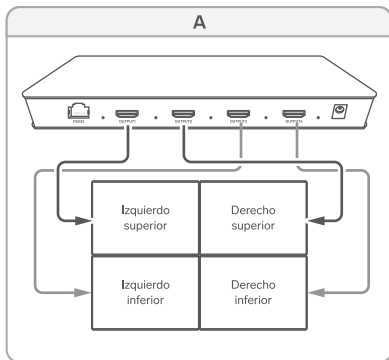 A
RS232
OUTPUT1
OUTPUT2
OUTPUT3
OUTPUT4
Izquierdo
superior
Derecho
superior
Izquierdo
inferior
Derecho
inferior